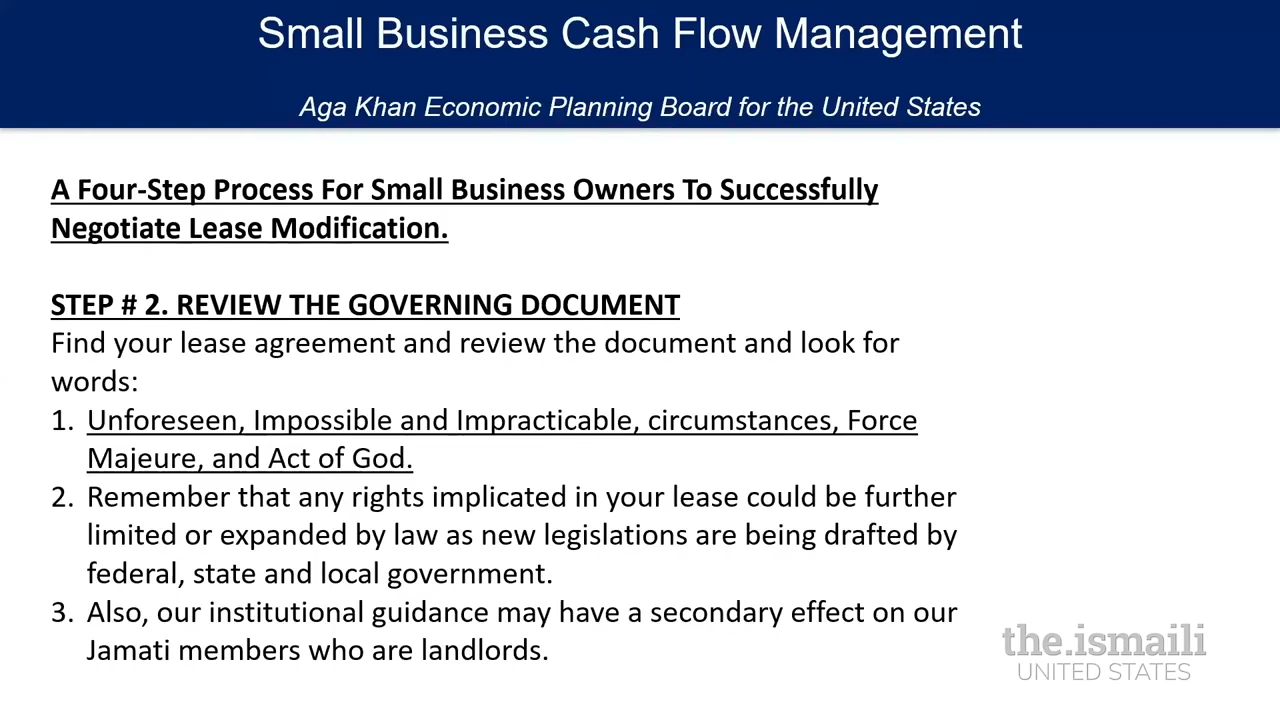 Small Business Cash Flow Management
Aga Khan Economic Planning Board for the United States
A Four-Step Process For Small Business Owners To Successfully
Negotiate Lease Modification.
STEP # 2. REVIEW THE GOVERNING DOCUMENT
Find your lease agreement and review the document and look for
words:
1. Unforeseen, Impossible and Impracticable, circumstances, Force
Majeure, and Act of God.
2. Remember that any rights implicated in your lease could be further
limited or expanded by law as new legislations are being drafted by
federal, state and local government.
3. Also, our institutional guidance may have a secondary effect on our
Jamati members who are landlords.
the.ismaili
UNITED STATES